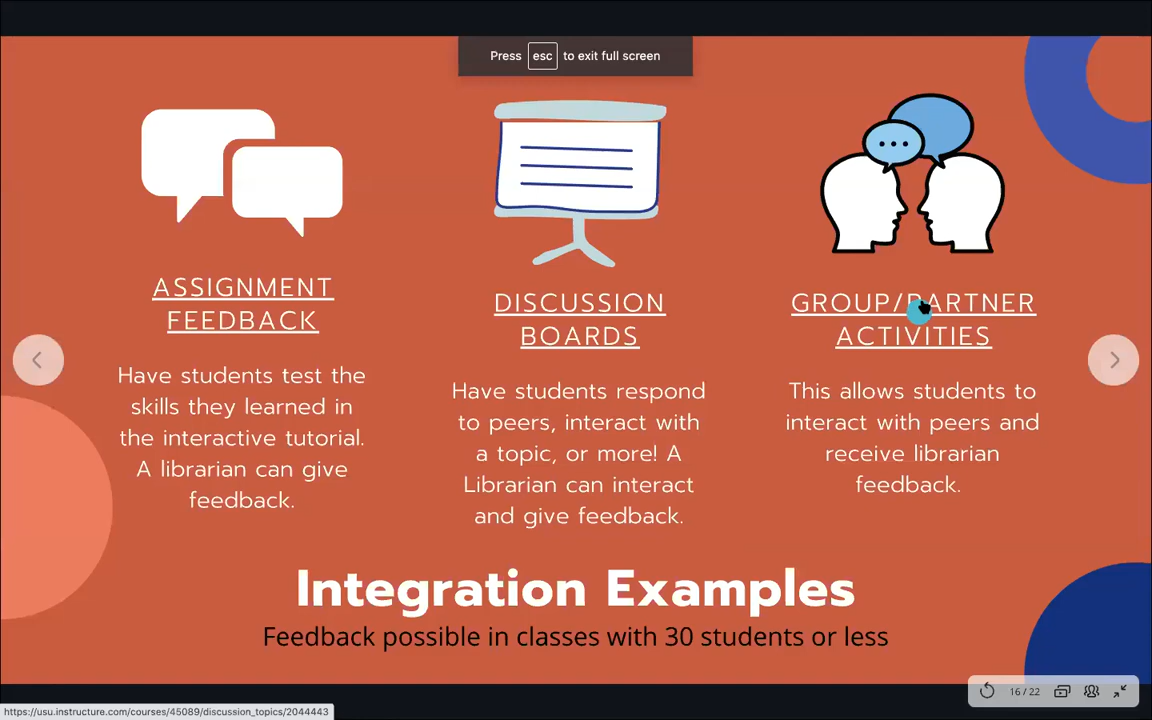 Press esc to exit full screen
ASSIGNMENT
FEEDBACK
Have students test the
skills they learned in
the interactive tutorial.
A librarian can give
feedback.
DISCUSSION
BOARDS
Have students respond
to peers, interact with
a topic, or more! A
Librarian can interact
and give feedback.
GROUP/PARTNER
ACTIVITIES
This allows students to
interact with peers and
receive librarian
feedback.
Integration Examples
Feedback possible in classes with 30 students or less
16 / 22
https://usu.instructure.com/courses/45089/discussion_topics/2044443